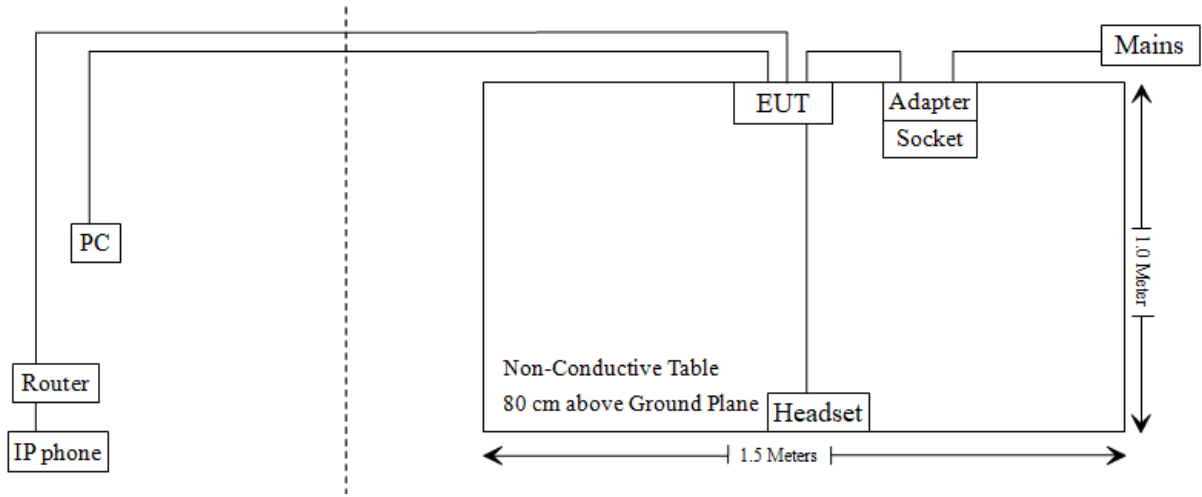 Mains
EUT
Adapter
Socket
PC
1.0 Meter
Router
IP phone
Non-Conductive Table
80 cm above Ground Plane
Headset
1.5 Meters